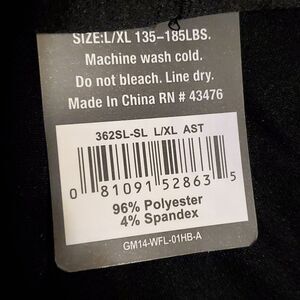 SIZE:L/XL 135-185LBS.
Machine wash cold.
Do not bleach. Line dry.
Made In China RN # 43476
362SL-SL L/XL AST
0 81091 52863 5
96% Polyester
4% Spandex
GM14-WFL-01HB-A